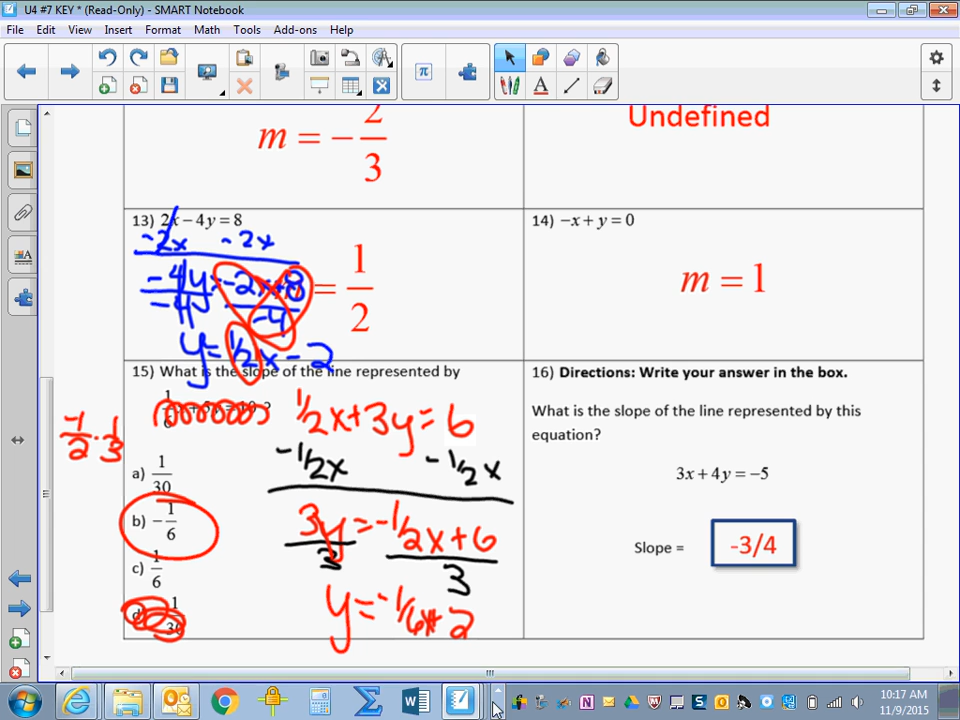 U4 #7 KEY * (Read-Only) - SMART Notebook
File Edit View Insert Format Math Tools Add-ons Help
m = - 2/3
Undefined
13) 2x - 4y = 8
-2x -2x
-4y = -2x + 8
-4 -4
y = 1/2x - 2
= 1/2
14) -x + y = 0
m = 1
15) What is the slope of the line represented by
1/2x + 3y = 6
-1/2x -1/2x
-1/2 · 1/3
3y = -1/2x + 6
3 3
y = -1/6x + 2
a) 1/30
b) - 1/6
c) 1/6
16) Directions: Write your answer in the box.
What is the slope of the line represented by this
equation?
3x + 4y = -5
Slope = -3/4
10:17 AM
11/9/2015